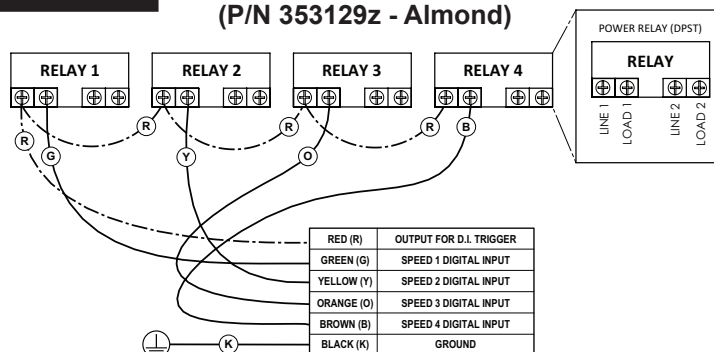 (P/N 353129z - Almond)
POWER RELAY (DPST)
RELAY
LINE 1
LOAD 1
LINE 2
LOAD 2
RELAY 1
RELAY 2
RELAY 3
RELAY 4
R
R
R
B
R
G
Y
O
RED (R) OUTPUT FOR D.I. TRIGGER
GREEN (G) SPEED 1 DIGITAL INPUT
YELLOW (Y) SPEED 2 DIGITAL INPUT
ORANGE (O) SPEED 3 DIGITAL INPUT
BROWN (B) SPEED 4 DIGITAL INPUT
K
BLACK (K) GROUND